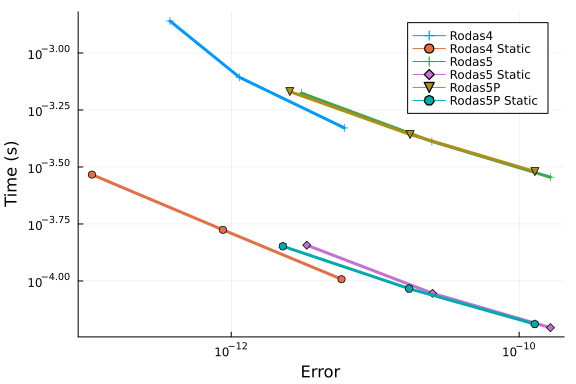 Rodas4
Rodas4 Static
Rodas5
Rodas5 Static
Rodas5P
Rodas5P Static
10^-3.00
10^-3.25
10^-3.50
10^-3.75
10^-4.00
Time (s)
10^-12
10^-10
Error